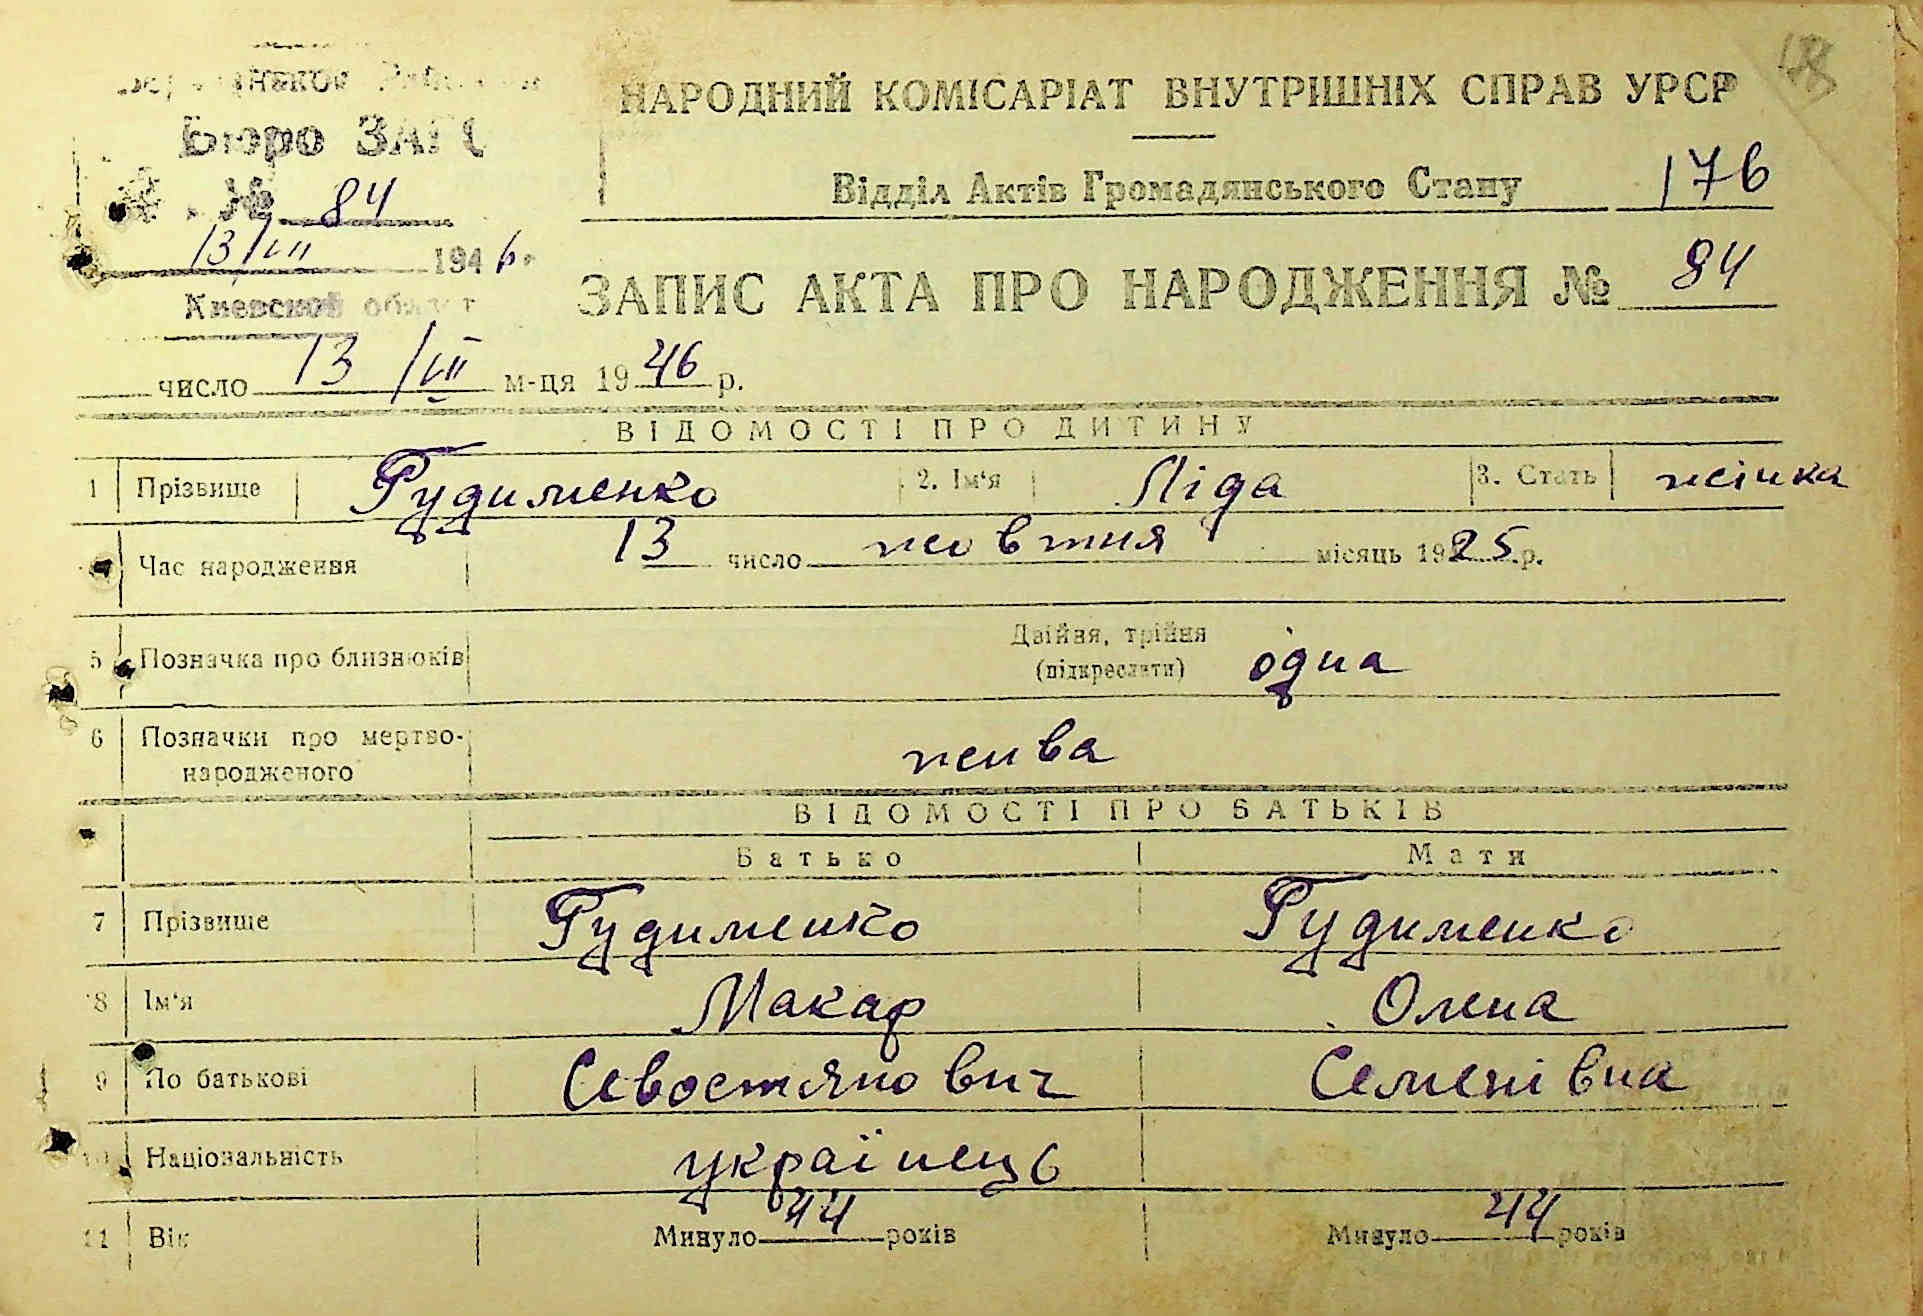 Бюро ЗАГС
НАРОДНИЙ КОМІСАРІАТ ВНУТРІШНІХ СПРАВ УРСР
Відділ Актів Громадянського Стану 176
№ 84
13/VII 1946
Киевской област
ЗАПИС АКТА ПРО НАРОДЖЕННЯ № 84
число 13/VII м-ця 1946 р.
ВІДОМОСТІ ПРО ДИТИНУ
1 Прізвище Рудименко 2. Ім'я Ліда 3. Стать жінка
Час народження 13 число жовтня місяць 1925 р.
5 Позначка про близнюків Двійня, трійня
(підкреслити) одна
6 Позначки про мертво-
народженого жива
ВІДОМОСТІ ПРО БАТЬКІВ
Батько Мати
7 Прізвище Рудименко Рудименко
8 Ім'я Макар Олена
9 По батькові Севостянович Семенівна
10 Національність українець
11 Вік Минуло 44 років Минуло 44 років